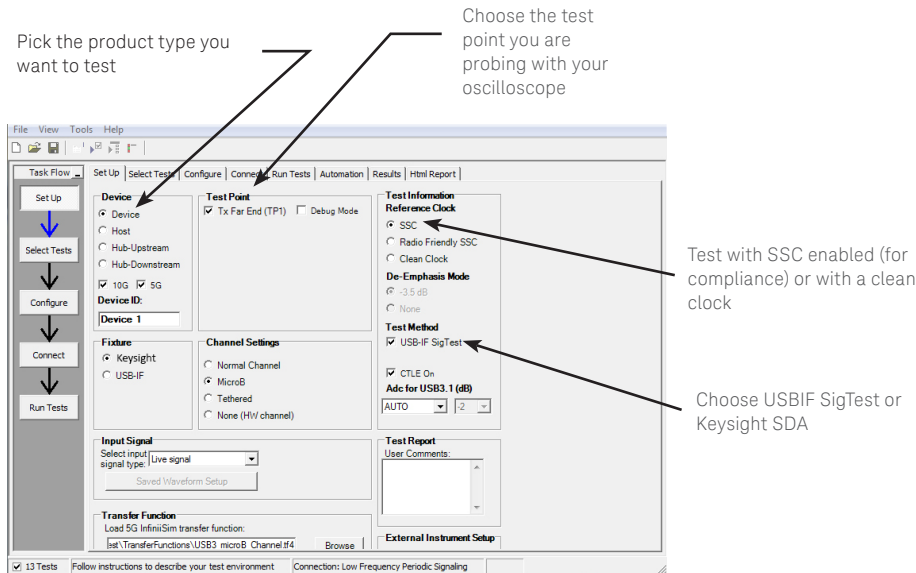 Pick the product type you
want to test
Choose the test
point you are
probing with your
oscilloscope
File View Tools Help
Task Flow
Set Up
Select Tests
Configure
Connect
Run Tests
Set Up Select Tests Configure Connect Run Tests Automation Results Html Report
Device
Device
Host
Hub-Upstream
Hub-Downstream
10G 5G
Device ID:
Device 1
Test Point
Tx Far End (TP1) Debug Mode
Test Information
Reference Clock
SSC
Radio Friendly SSC
Clean Clock
De-Emphasis Mode
-3.5 dB
None
Test Method
USB-IF SigTest
CTLE On
Adc for USB3.1 (dB)
AUTO -2
Fixture
Keysight
USB-IF
Channel Settings
Normal Channel
MicroB
Tethered
None (HW channel)
Input Signal
Select input
signal type: Live signal
Saved Waveform Setup
Test Report
User Comments:
Transfer Function
Load 5G InfiniiSim transfer function:
est\TransferFunctions\USB3 microB Channel.tf4 Browse
External Instrument Setup
13 Tests Follow instructions to describe your test environment Connection: Low Frequency Periodic Signaling
Test with SSC enabled (for
compliance) or with a clean
clock
Choose USBIF SigTest or
Keysight SDA